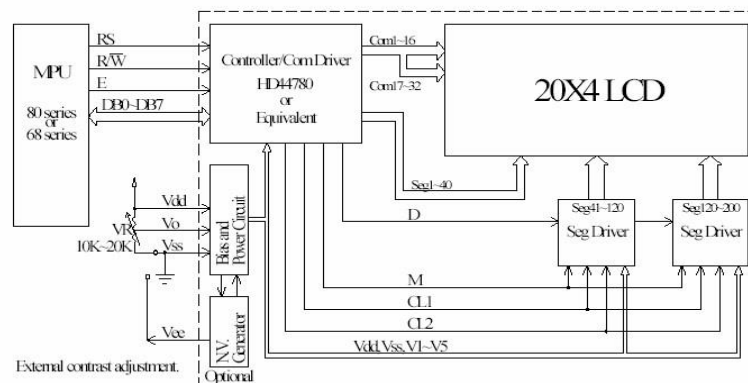 MPU
80 series
or
68 series
RS
R/W
E
DB0~DB7
Controller/Com Driver
HD44780
or
Equivalent
Com1~16
Com17~32
20X4 LCD
Seg1~40
D
Seg41~120
Seg Driver
Seg120~200
Seg Driver
Vdd
Vo
VR
10K~20K
Vss
Bias and
Power Circuit
M
CL1
CL2
Vdd, Vss, V1~V5
Vee
N.V.
Generator
Optional
External contrast adjustment.